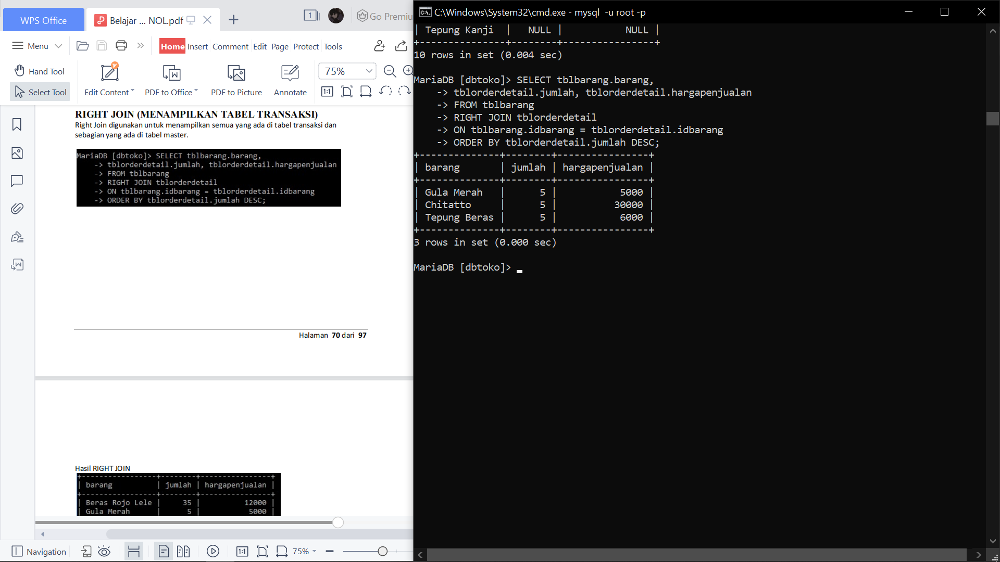 WPS Office
Belajar ... NOL.pdf
1
Go Premiu
Menu
Home Insert Comment Edit Page Protect Tools
Hand Tool
Select Tool
Edit Content
PDF to Office
PDF to Picture
Annotate
75%
1:1
RIGHT JOIN (MENAMPILKAN TABEL TRANSAKSI)
Right Join digunakan untuk menampilkan semua yang ada di tabel transaksi dan
sebagian yang ada di tabel master.
MariaDB [dbtoko]> SELECT tblbarang.barang,
-> tblorderdetail.jumlah, tblorderdetail.hargapenjualan
-> FROM tblbarang
-> RIGHT JOIN tblorderdetail
-> ON tblbarang.idbarang = tblorderdetail.idbarang
-> ORDER BY tblorderdetail.jumlah DESC;
Halaman 70 dari 97
Hasil RIGHT JOIN
+----------------+--------+----------------+
| barang | jumlah | hargapenjualan |
+----------------+--------+----------------+
| Beras Rojo Lele | 35 | 12000 |
| Gula Merah | 5 | 5000 |
Navigation
1:1
75%
C:\Windows\System32\cmd.exe - mysql -u root -p
| Tepung Kanji | NULL | NULL |
+---------------+--------+----------------+
10 rows in set (0.004 sec)
MariaDB [dbtoko]> SELECT tblbarang.barang,
-> tblorderdetail.jumlah, tblorderdetail.hargapenjualan
-> FROM tblbarang
-> RIGHT JOIN tblorderdetail
-> ON tblbarang.idbarang = tblorderdetail.idbarang
-> ORDER BY tblorderdetail.jumlah DESC;
+--------------+--------+----------------+
| barang | jumlah | hargapenjualan |
+--------------+--------+----------------+
| Gula Merah | 5 | 5000 |
| Chitatto | 5 | 30000 |
| Tepung Beras | 5 | 6000 |
+--------------+--------+----------------+
3 rows in set (0.000 sec)
MariaDB [dbtoko]>